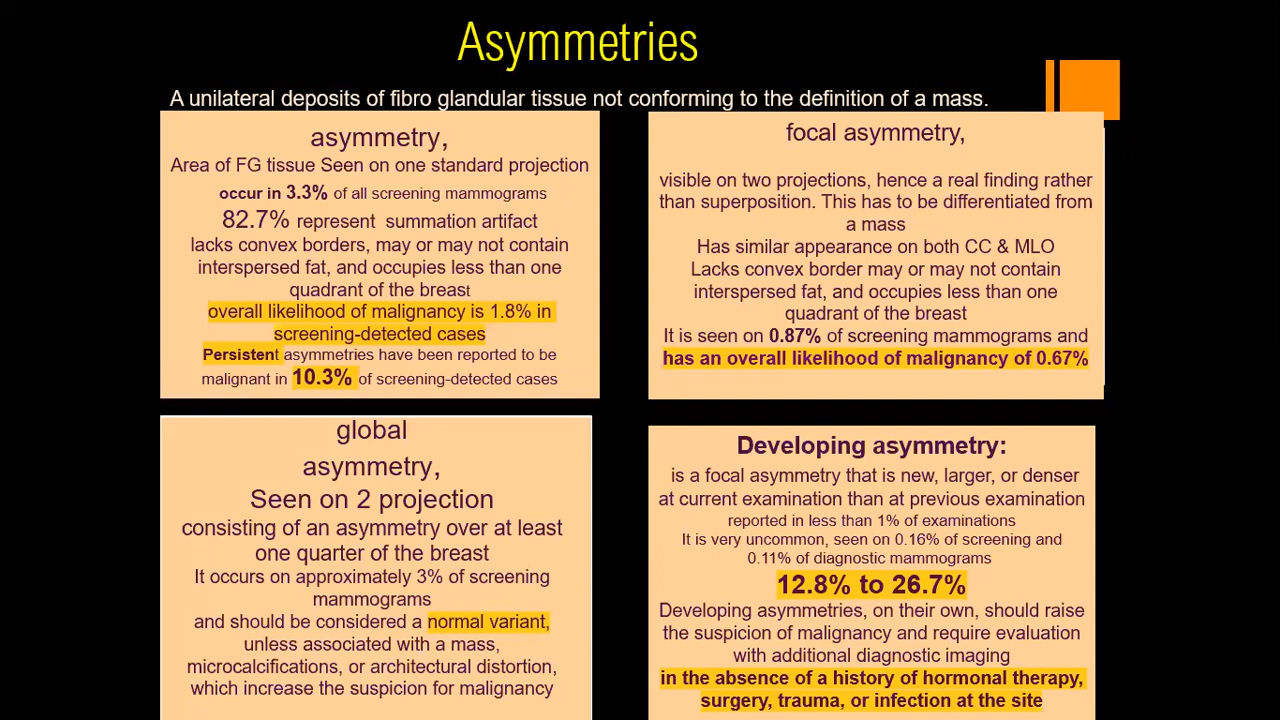 Asymmetries
A unilateral deposits of fibro glandular tissue not conforming to the definition of a mass.
asymmetry,
Area of FG tissue Seen on one standard projection
occur in 3.3% of all screening mammograms
82.7% represent summation artifact
lacks convex borders, may or may not contain
interspersed fat, and occupies less than one
quadrant of the breast
overall likelihood of malignancy is 1.8% in
screening-detected cases
Persistent asymmetries have been reported to be
malignant in 10.3% of screening-detected cases
focal asymmetry,
visible on two projections, hence a real finding rather
than superposition. This has to be differentiated from
a mass
Has similar appearance on both CC & MLO
Lacks convex border may or may not contain
interspersed fat, and occupies less than one
quadrant of the breast
It is seen on 0.87% of screening mammograms and
has an overall likelihood of malignancy of 0.67%
global
asymmetry,
Seen on 2 projection
consisting of an asymmetry over at least
one quarter of the breast
It occurs on approximately 3% of screening
mammograms
and should be considered a normal variant,
unless associated with a mass,
microcalcifications, or architectural distortion,
which increase the suspicion for malignancy
Developing asymmetry:
is a focal asymmetry that is new, larger, or denser
at current examination than at previous examination
reported in less than 1% of examinations
It is very uncommon, seen on 0.16% of screening and
0.11% of diagnostic mammograms
12.8% to 26.7%
Developing asymmetries, on their own, should raise
the suspicion of malignancy and require evaluation
with additional diagnostic imaging
in the absence of a history of hormonal therapy,
surgery, trauma, or infection at the site